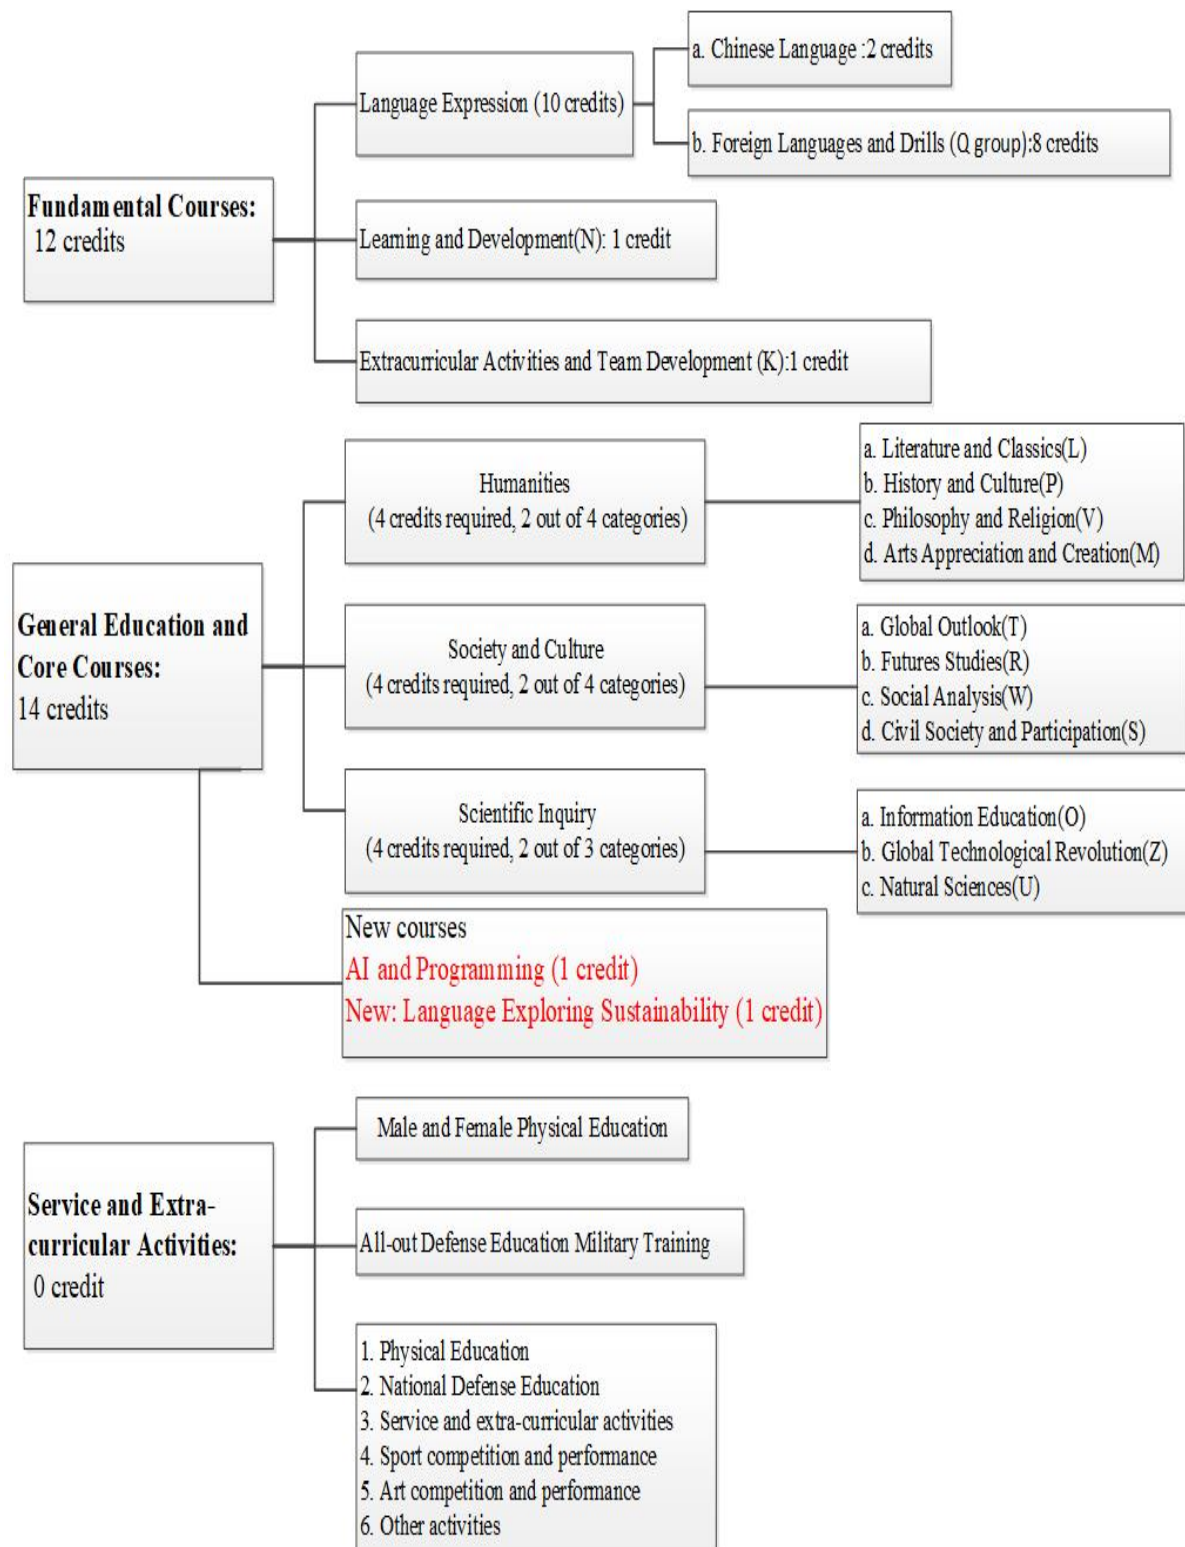 Fundamental Courses:
12 credits
Language Expression (10 credits)
a. Chinese Language :2 credits
b. Foreign Languages and Drills (Q group):8 credits
Learning and Development(N): 1 credit
Extracurricular Activities and Team Development (K):1 credit
General Education and
Core Courses:
14 credits
Humanities
(4 credits required, 2 out of 4 categories)
a. Literature and Classics(L)
b. History and Culture(P)
c. Philosophy and Religion(V)
d. Arts Appreciation and Creation(M)
Society and Culture
(4 credits required, 2 out of 4 categories)
a. Global Outlook(T)
b. Futures Studies(R)
c. Social Analysis(W)
d. Civil Society and Participation(S)
Scientific Inquiry
(4 credits required, 2 out of 3 categories)
a. Information Education(O)
b. Global Technological Revolution(Z)
c. Natural Sciences(U)
New courses
AI and Programming (1 credit)
New: Language Exploring Sustainability (1 credit)
Service and Extra-
curricular Activities:
0 credit
Male and Female Physical Education
All-out Defense Education Military Training
1. Physical Education
2. National Defense Education
3. Service and extra-curricular activities
4. Sport competition and performance
5. Art competition and performance
6. Other activities